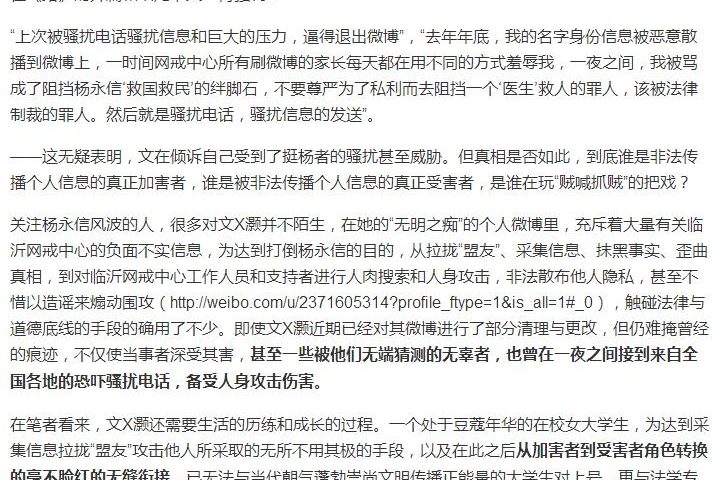 “上次被骚扰电话骚扰信息和巨大的压力，逼得退出微博”，“去年年底，我的名字身份信息被恶意散
播到微博上，一时间网戒中心所有刷微博的家长每天都在用不同的方式羞辱我，一夜之间，我被骂
成了阻挡杨永信‘救国救民’的绊脚石，不要尊严为了私利而去阻挡一个‘医生’救人的罪人，该被法律
制裁的罪人。然后就是骚扰电话，骚扰信息的发送”。
——这无疑表明，文在倾诉自己受到了挺杨者的骚扰甚至威胁。但真相是否如此，到底谁是非法传
播个人信息的真正加害者，谁是被非法传播个人信息的真正受害者，是谁在玩“贼喊抓贼”的把戏？
关注杨永信风波的人，很多对文X灏并不陌生，在她的“无明之痴”的个人微博里，充斥着大量有关临
沂网戒中心的负面不实信息，为达到打倒杨永信的目的，从拉拢“盟友”、采集信息、抹黑事实、歪曲
真相，到对临沂网戒中心工作人员和支持者进行人肉搜索和人身攻击，非法散布他人隐私，甚至不
惜以造谣来煽动围攻（http://weibo.com/u/2371605314?profile_ftype=1&is_all=1#_0），触碰法律与
道德底线的手段的确用了不少。即使文X灏近期已经对其微博进行了部分清理与更改，但仍难掩曾经
的痕迹，不仅使当事者深受其害，甚至一些被他们无端猜测的无辜者，也曾在一夜之间接到来自全
国各地的恐吓骚扰电话，备受人身攻击伤害。
在笔者看来，文X灏还需要生活的历练和成长的过程。一个处于豆蔻年华的在校女大学生，为达到采
集信息拉拢“盟友”攻击他人所采取的无所不用其极的手段，以及在此之后从加害者到受害者角色转换
的毫不脸红的无缝衔接，已无法与当代朝气蓬勃崇尚文明传播正能量的大学生对上号，更与法学专